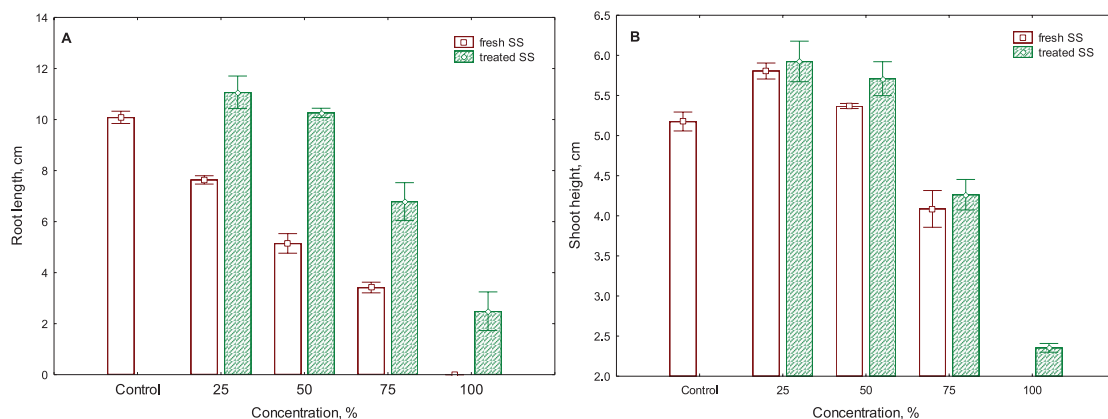 A
fresh SS
treated SS
Root length, cm
14
12
10
8
6
4
2
0
Control 25 50 75 100
Concentration, %
B
fresh SS
treated SS
Shoot height, cm
6.5
6.0
5.5
5.0
4.5
4.0
3.5
3.0
2.5
2.0
Control 25 50 75 100
Concentration, %